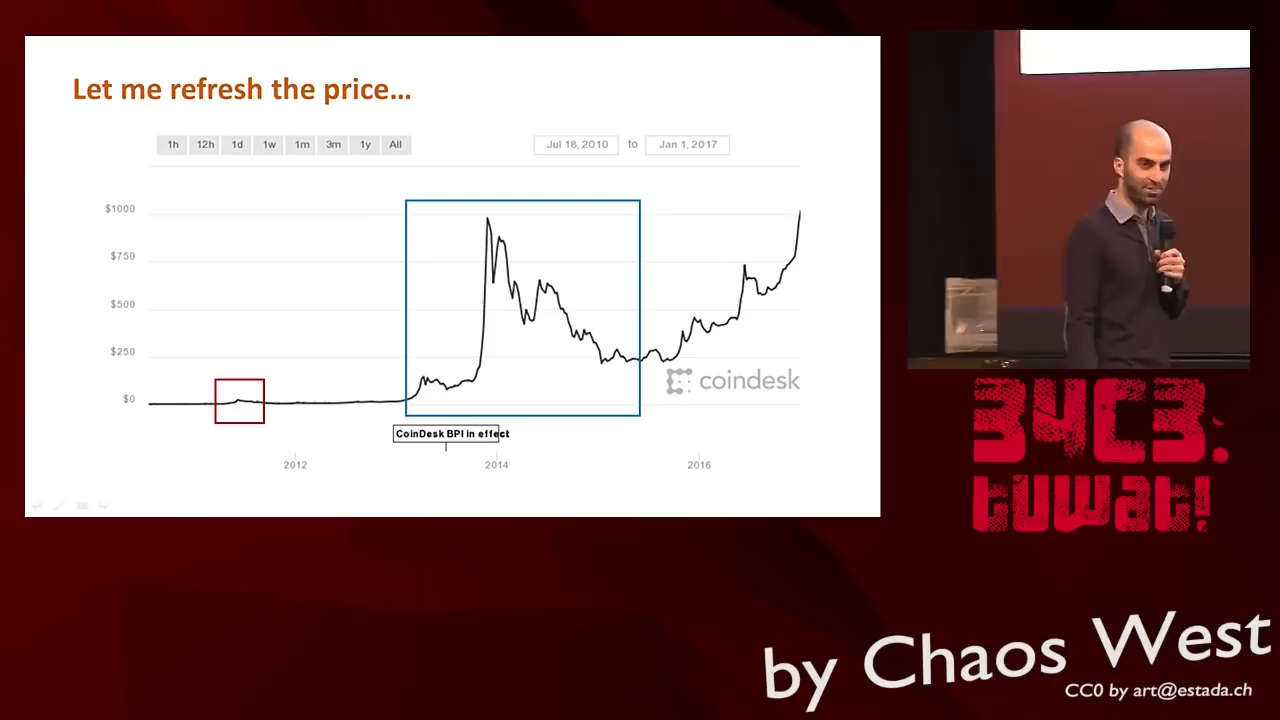 Let me refresh the price...
1h 12h 1d 1w 1m 3m 1y All
Jul 18, 2010 to Jan 1, 2017
$1000
$750
$500
$250
$0
coindesk
CoinDesk BPI in effect
2012 2014 2016
34C3:
tuwat!
by Chaos West
CC0 by art@estada.ch